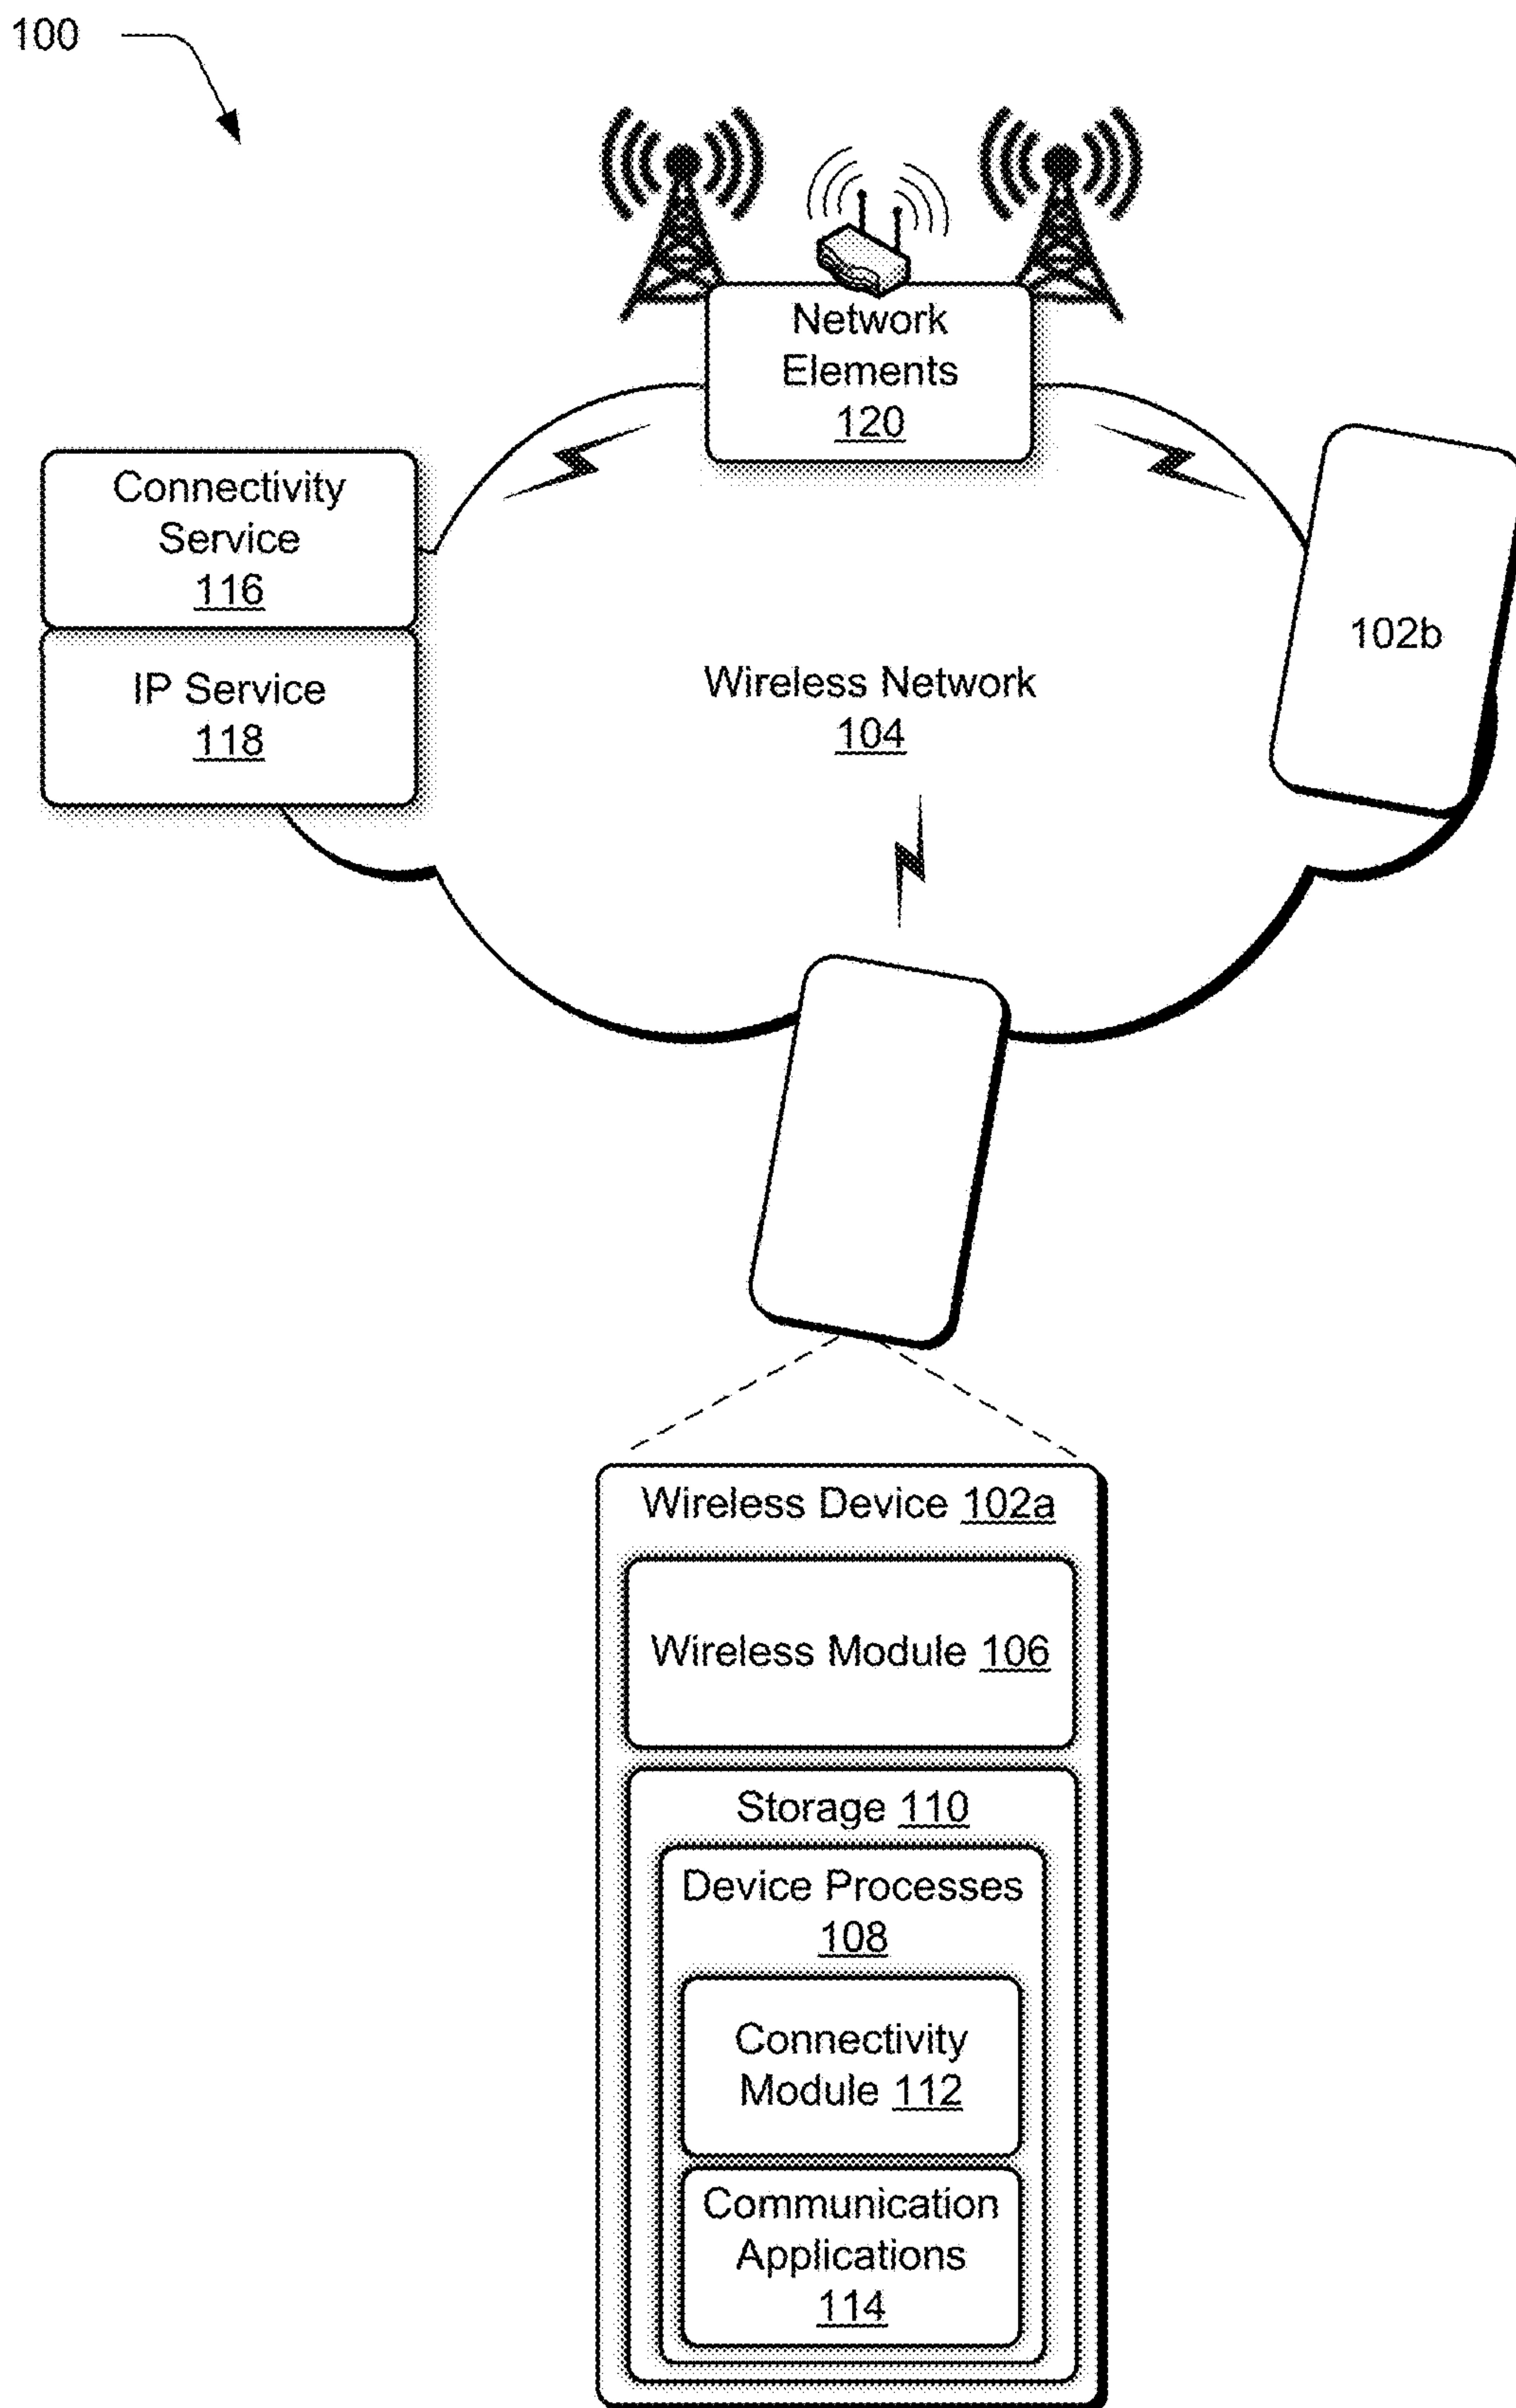 100
Network
Elements
120
Connectivity
Service
116
IP Service
118
Wireless Network
104
102b
Wireless Device 102a
Wireless Module 106
Storage 110
Device Processes
108
Connectivity
Module 112
Communication
Applications
114